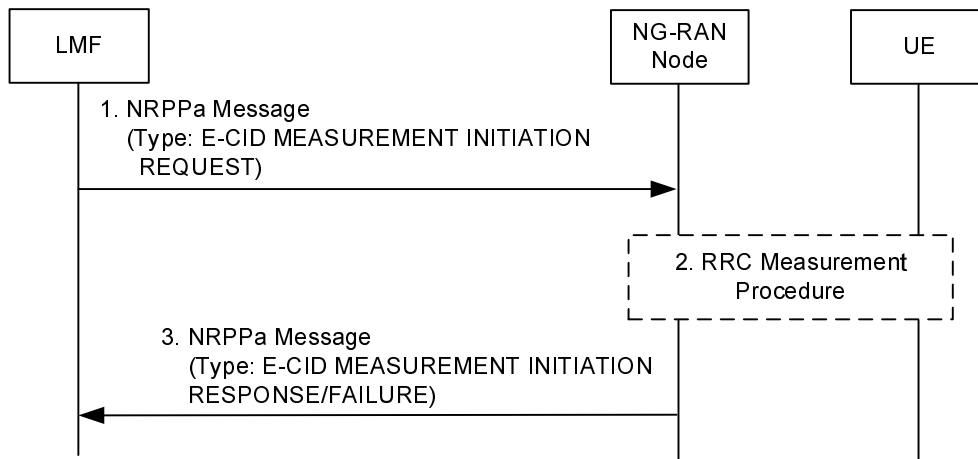 LMF
NG-RAN
Node
UE
1. NRPPa Message
(Type: E-CID MEASUREMENT INITIATION
REQUEST)
2. RRC Measurement
Procedure
3. NRPPa Message
(Type: E-CID MEASUREMENT INITIATION
RESPONSE/FAILURE)